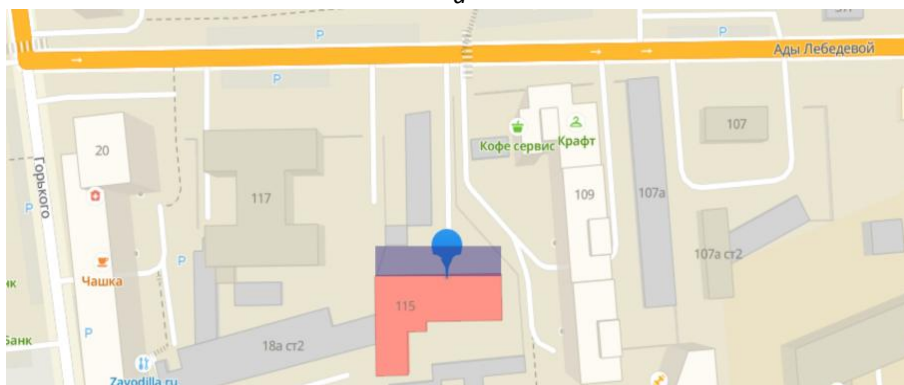 и
P
P
Ады Лебедевой
20
Горького
P
117
P
Чашка
P
Кофе сервис
Крафт
109
107а
107
107а ст2
115
18а ст2
Банк
Zavodilla.ru